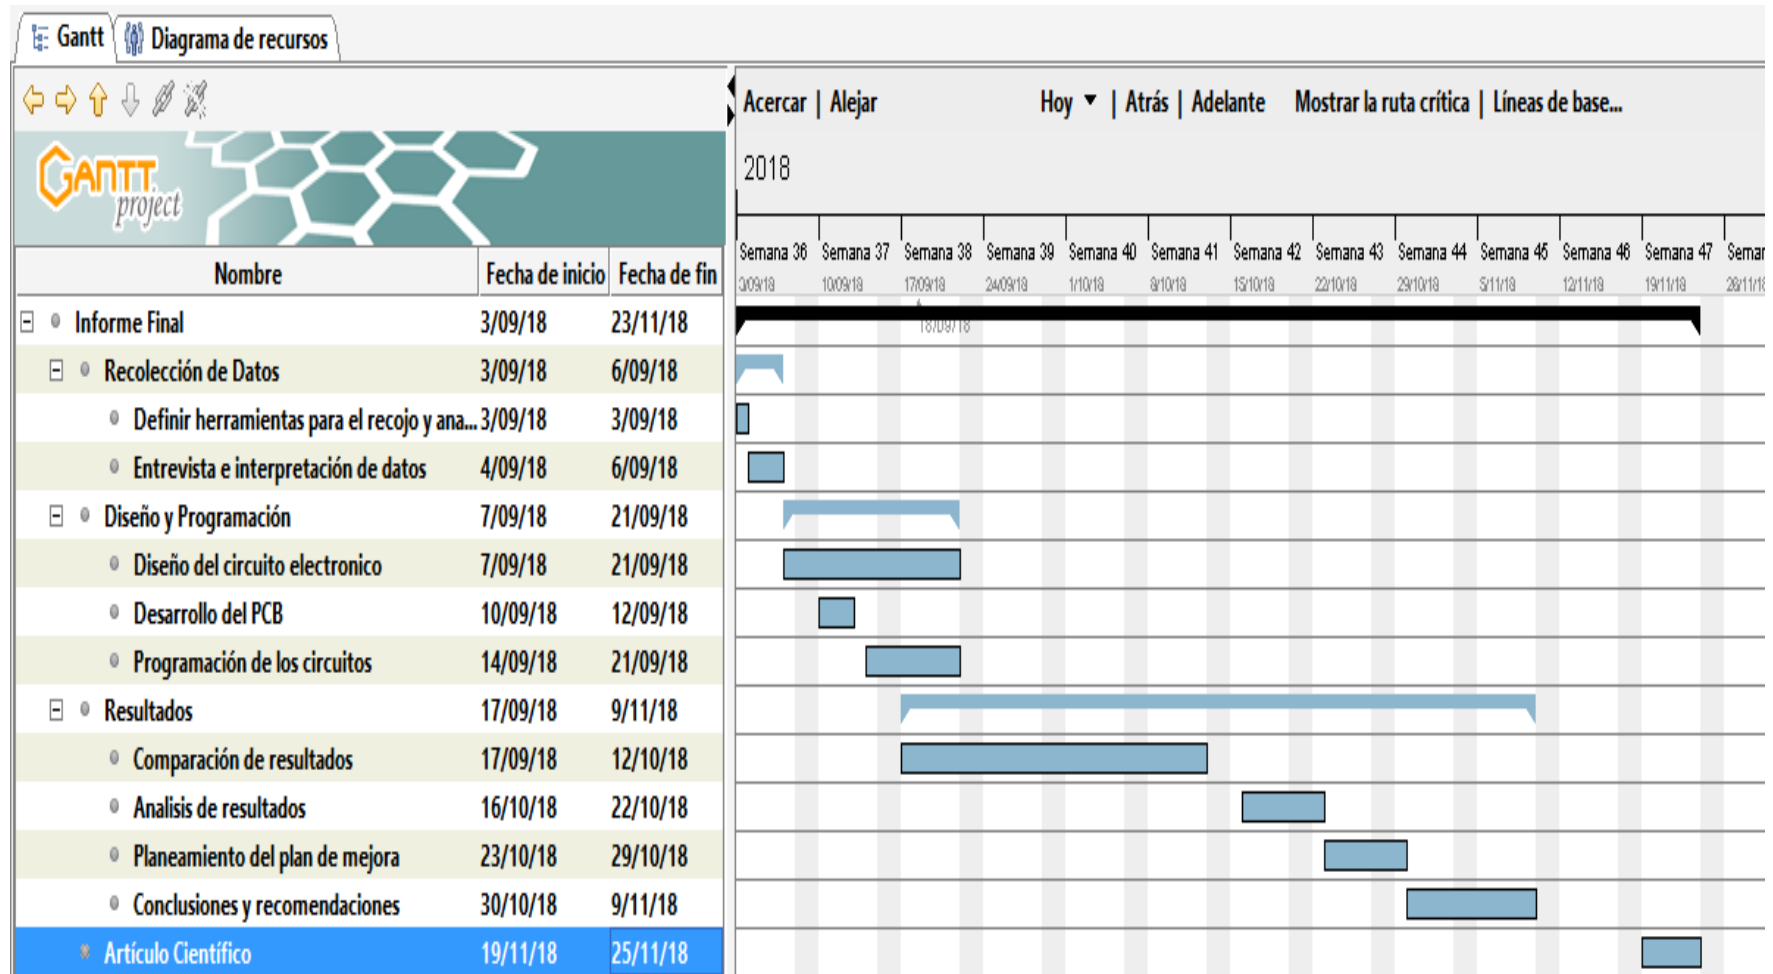 Gantt Diagrama de recursos
Acercar | Alejar Hoy ▼ | Atrás | Adelante Mostrar la ruta crítica | Líneas de base...
GANTT
project
2018
Semana 36 Semana 37 Semana 38 Semana 39 Semana 40 Semana 41 Semana 42 Semana 43 Semana 44 Semana 45 Semana 46 Semana 47 Semar
3/09/18 10/09/18 17/09/18 24/09/18 1/10/18 8/10/18 15/10/18 22/10/18 29/10/18 5/11/18 12/11/18 19/11/18 26/11/18
Nombre Fecha de inicio Fecha de fin
Informe Final 3/09/18 23/11/18
18/09/18
Recolección de Datos 3/09/18 6/09/18
Definir herramientas para el recojo y ana... 3/09/18 3/09/18
Entrevista e interpretación de datos 4/09/18 6/09/18
Diseño y Programación 7/09/18 21/09/18
Diseño del circuito electronico 7/09/18 21/09/18
Desarrollo del PCB 10/09/18 12/09/18
Programación de los circuitos 14/09/18 21/09/18
Resultados 17/09/18 9/11/18
Comparación de resultados 17/09/18 12/10/18
Analisis de resultados 16/10/18 22/10/18
Planeamiento del plan de mejora 23/10/18 29/10/18
Conclusiones y recomendaciones 30/10/18 9/11/18
Artículo Científico 19/11/18 25/11/18